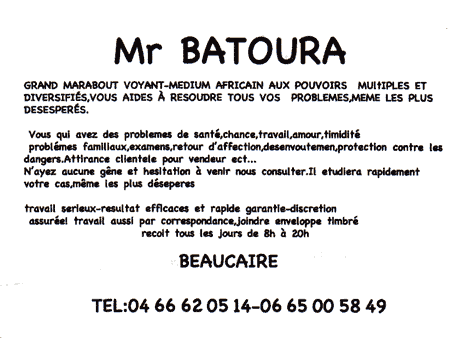 Mr BATOURA
GRAND MARABOUT VOYANT-MEDIUM AFRICAIN AUX POUVOIRS MUltIPLES ET
DIVERSIFIÉS,VOUS AIDES À RESOUDRE TOUS VOS PROBLEMES,MEME LES PLUS
DESESPERÉS.
Vous qui avez des problemes de santé,chance,travail,amour,timidité
problémes familiaux,examens,retour d'affection,desenvoutemen,protection contre les
dangers.Attirance clientele pour vendeur ect...
N'ayez aucune gêne et hesitation à venir nous consulter.Il etudiera rapidement
votre cas,même les plus déseperes
travail serieux-resultat efficaces et rapide garantie-discretion
assurée! travail aussi par correspondance,joindre enveloppe timbré
recoit tous les jours de 8h à 20h
BEAUCAIRE
TEL:04 66 62 05 14-06 65 00 58 49